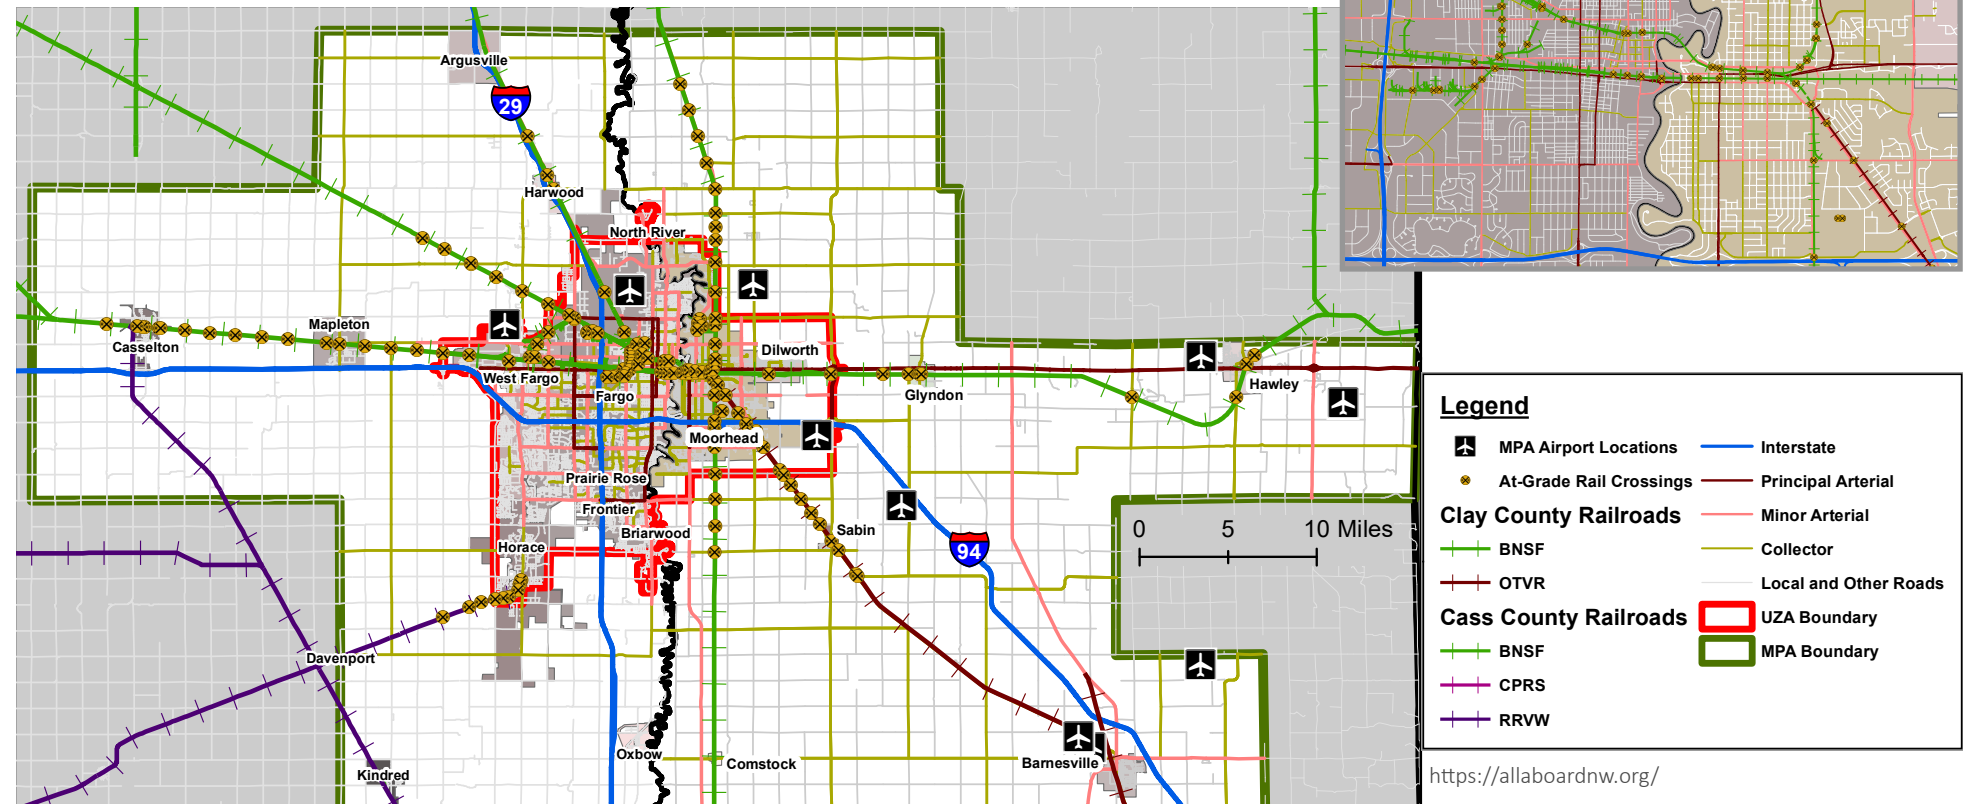 Argusville
29
Harwood
North River
Mapleton
Casselton
Dilworth
West Fargo
Fargo
Glyndon
Hawley
Moorhead
Prairie Rose
Frontier
Briarwood
Sabin
Horace
94
0 5 10 Miles
Davenport
Oxbow
Comstock
Barnesville
Kindred
Legend
MPA Airport Locations
At-Grade Rail Crossings
Clay County Railroads
BNSF
OTVR
Cass County Railroads
BNSF
CPRS
RRVW
Interstate
Principal Arterial
Minor Arterial
Collector
Local and Other Roads
UZA Boundary
MPA Boundary
https://allaboardnw.org/